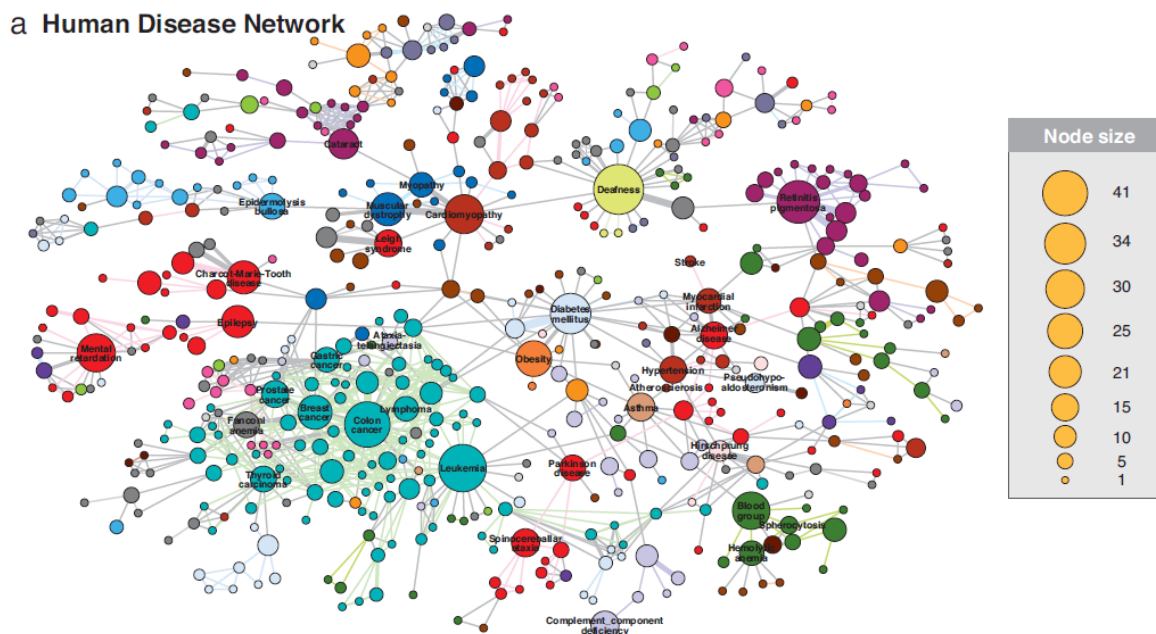 a Human Disease Network
Cataract
Myopathy
Muscular
dystrophy
Cardiomyopathy
Leigh
syndrome
Epidermolysis
bullosa
Deafness
Retinitis
pigmentosa
Charcot-Marie-Tooth
disease
Epilepsy
Mental
retardation
Stroke
Myocardial
infarction
Alzheimer
disease
Diabetes
mellitus
Obesity
Hypertension
Pseudohypo-
aldosteronism
Atherosclerosis
Asthma
Ataxia-
telangiectasia
Gastric
cancer
Prostate
cancer
Breast
cancer
Lymphoma
Colon
cancer
Fanconi
anemia
Thyroid
carcinoma
Leukemia
Parkinson
disease
Hirschprung
disease
Blood
group
Spherocytosis
Hemolytic
anemia
Spinocereballar
ataxia
Complement_component
deficiency
Node size
41
34
30
25
21
15
10
5
1